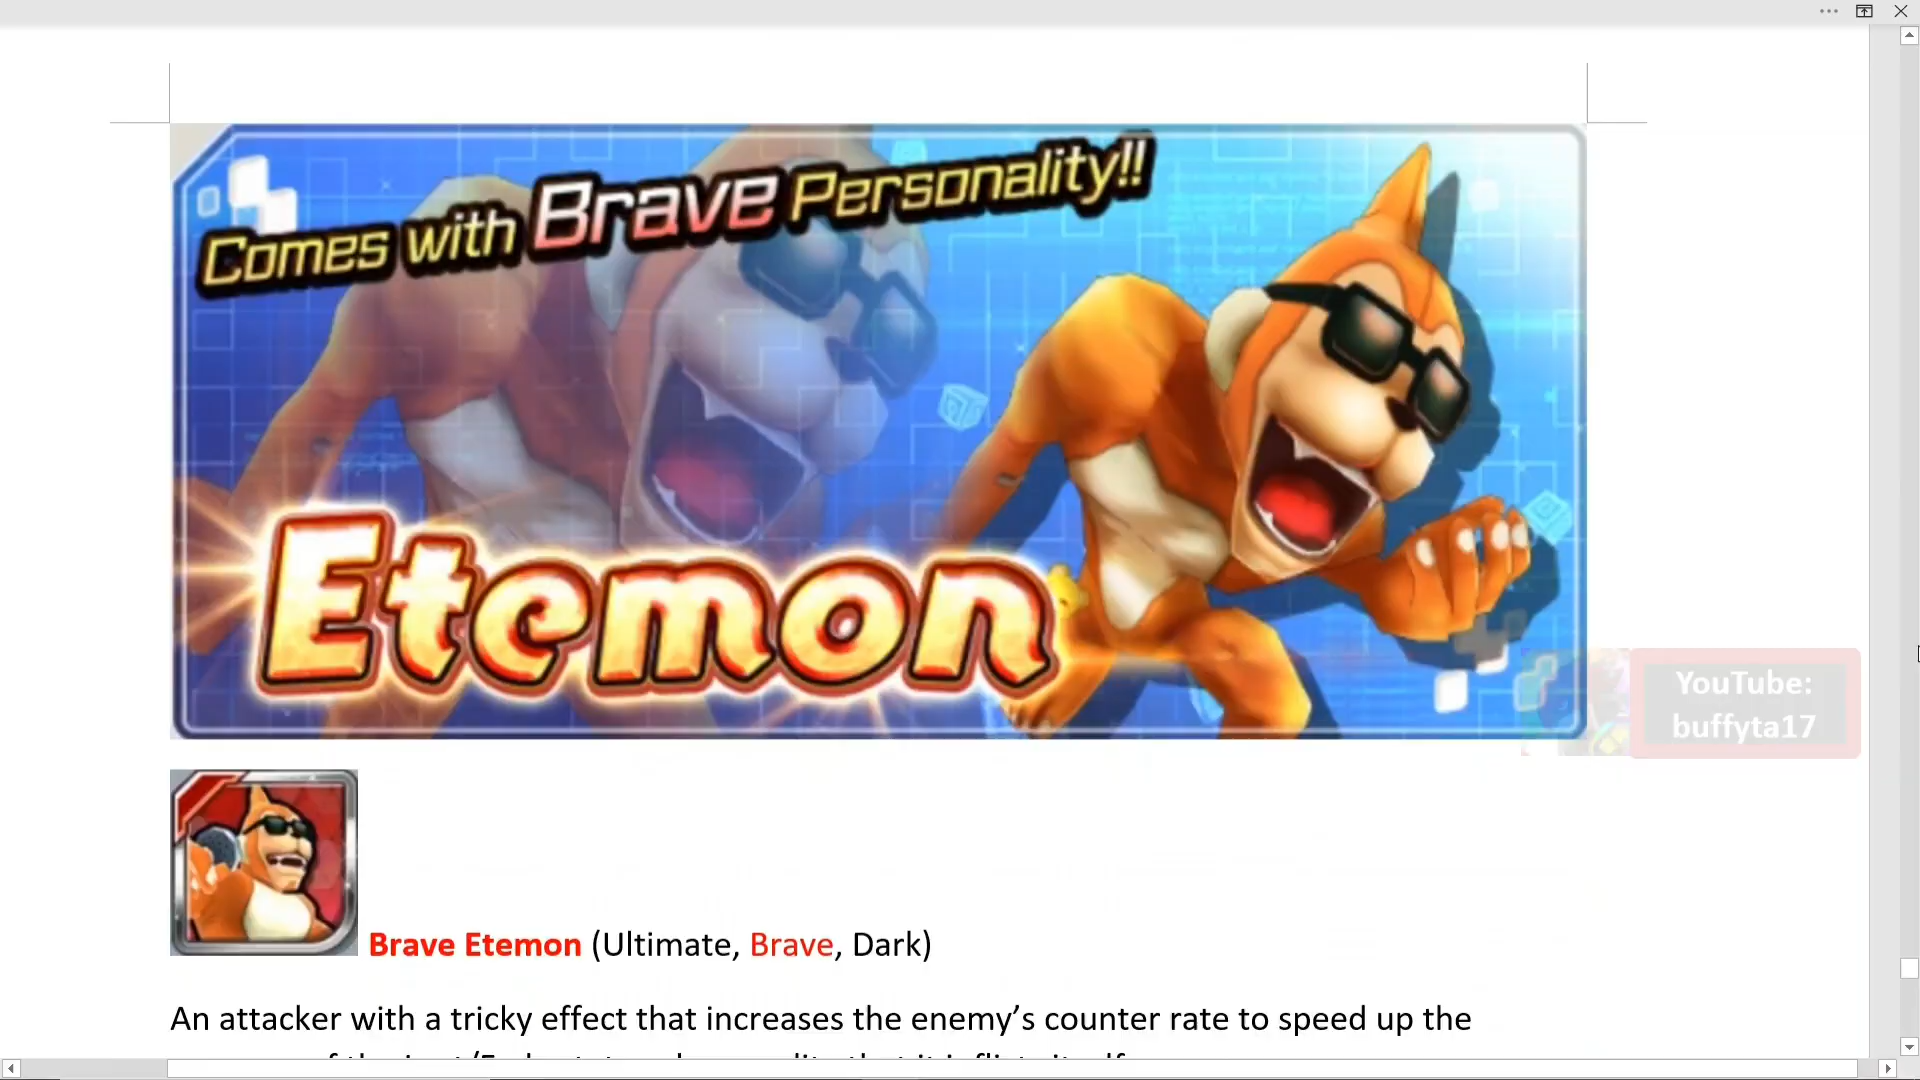 Comes with Brave Personality!!
Etemon
YouTube:
buffyta17
Brave Etemon (Ultimate, Brave, Dark)
An attacker with a tricky effect that increases the enemy’s counter rate to speed up the